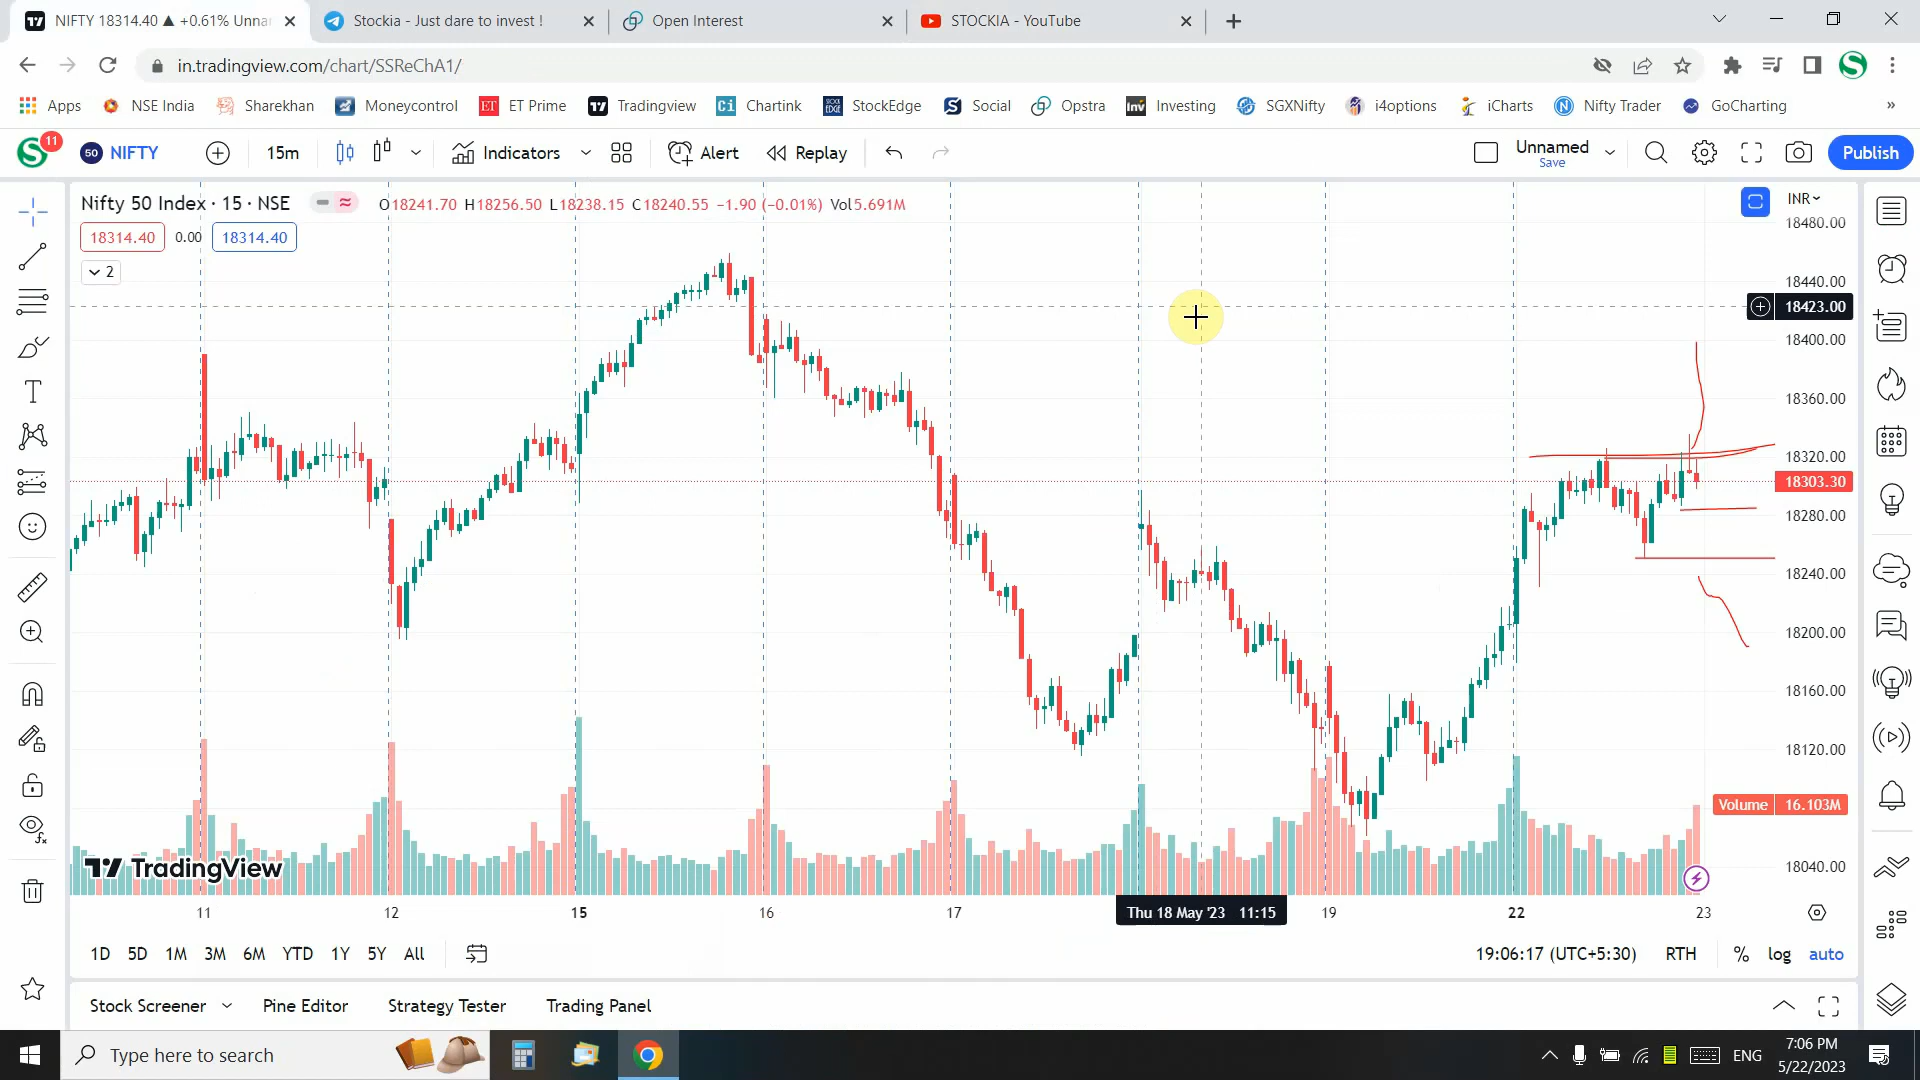 NIFTY 18314.40 ▲ +0.61% Unna
Stockia - Just dare to invest !
Open Interest
STOCKIA - YouTube
in.tradingview.com/chart/SSReChA1/
Apps
NSE India
Sharekhan
Moneycontrol
ET
ET Prime
Tradingview
Ci
Chartink
StockEdge
Social
Opstra
Inv
Investing
SGXNifty
i4options
iCharts
Nifty Trader
GoCharting
»
11
50
NIFTY
15m
Indicators
Alert
Replay
Unnamed
Save
Publish
Nifty 50 Index · 15 · NSE
O18241.70 H18256.50 L18238.15 C18240.55 −1.90 (−0.01%) Vol5.691M
INR
18314.40
0.00
18314.40
2
18480.00
18440.00
18423.00
18400.00
18360.00
18320.00
18303.30
18280.00
18240.00
18200.00
18160.00
18120.00
Volume 16.103M
18040.00
TradingView
11
12
15
16
17
Thu 18 May '23 11:15
19
22
23
1D
5D
1M
3M
6M
YTD
1Y
5Y
All
19:06:17 (UTC+5:30)
RTH
%
log
auto
Stock Screener
Pine Editor
Strategy Tester
Trading Panel
Type here to search
ENG
7:06 PM
5/22/2023